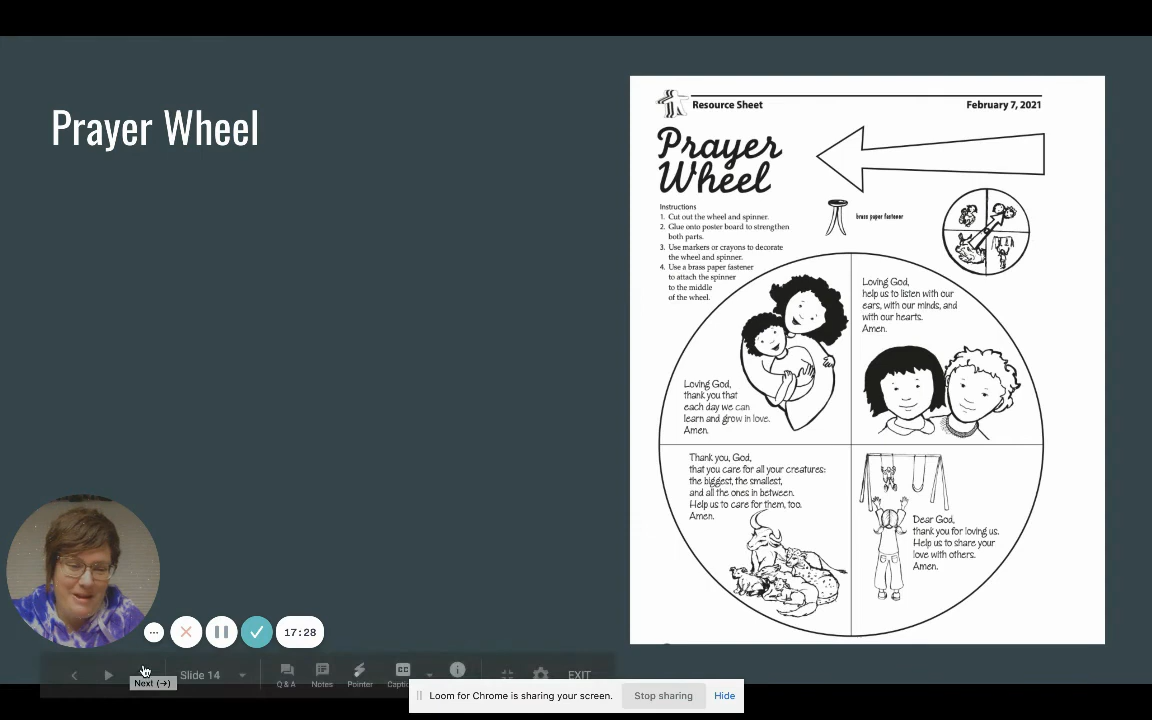 Prayer Wheel
Resource Sheet
February 7, 2021
Prayer
Wheel
Instructions
1. Cut out the wheel and spinner.
2. Glue onto poster board to strengthen
both parts.
3. Use markers or crayons to decorate
the wheel and spinner.
4. Use a brass paper fastener
to attach the spinner
to the middle
of the wheel.
brass paper fastener
Loving God,
help us to listen with our
ears, with our minds, and
with our hearts.
Amen.
Loving God,
thank you that
each day we can
learn and grow in love.
Amen.
Thank you, God,
that you care for all your creatures:
the biggest, the smallest,
and all the ones in between.
Help us to care for them, too.
Amen.
Dear God,
thank you for loving us.
Help us to share your
love with others.
Amen.
17:28
Slide 14
Q & A
Notes
Pointer
EXIT
Next (→)
Loom for Chrome is sharing your screen.
Stop sharing
Hide